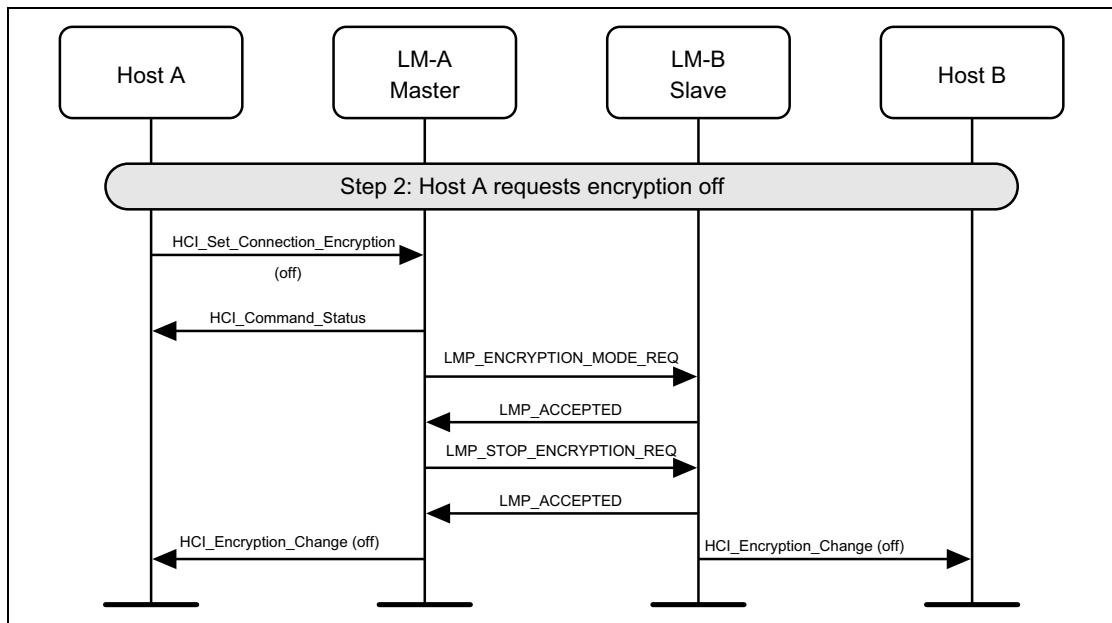 Host A
LM-A
Master
LM-B
Slave
Host B
Step 2: Host A requests encryption off
HCI_Set_Connection_Encryption
(off)
HCI_Command_Status
LMP_ENCRYPTION_MODE_REQ
LMP_ACCEPTED
LMP_STOP_ENCRYPTION_REQ
LMP_ACCEPTED
HCI_Encryption_Change (off)
HCI_Encryption_Change (off)